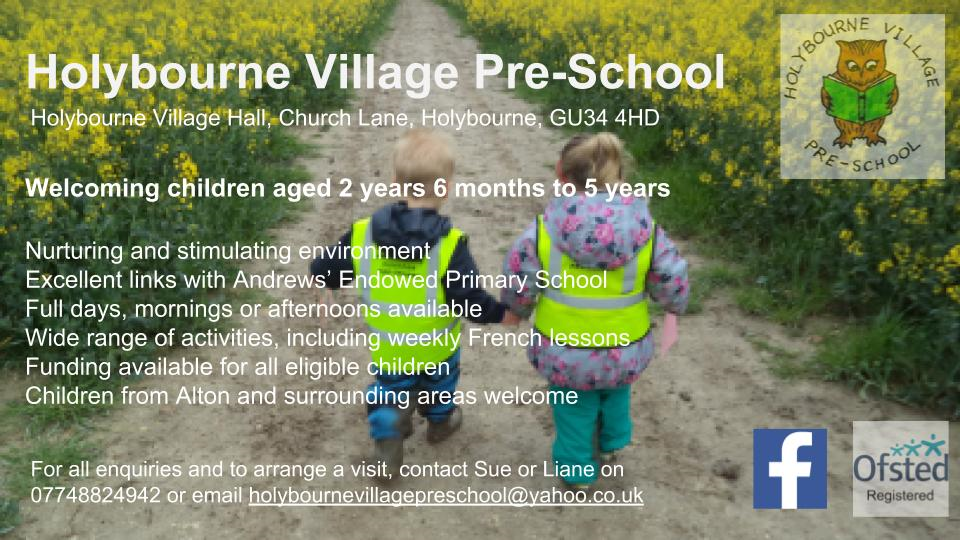 Holybourne Village Pre-School
Holybourne Village Hall, Church Lane, Holybourne, GU34 4HD
HOLYBOURNE VILLAGE
PRE-SCHOOL
Welcoming children aged 2 years 6 months to 5 years
Nurturing and stimulating environment
Excellent links with Andrews’ Endowed Primary School
Full days, mornings or afternoons available
Wide range of activities, including weekly French lessons
Funding available for all eligible children
Children from Alton and surrounding areas welcome
For all enquiries and to arrange a visit, contact Sue or Liane on
07748824942 or email holybournevillagepreschool@yahoo.co.uk
f
Ofsted
Registered